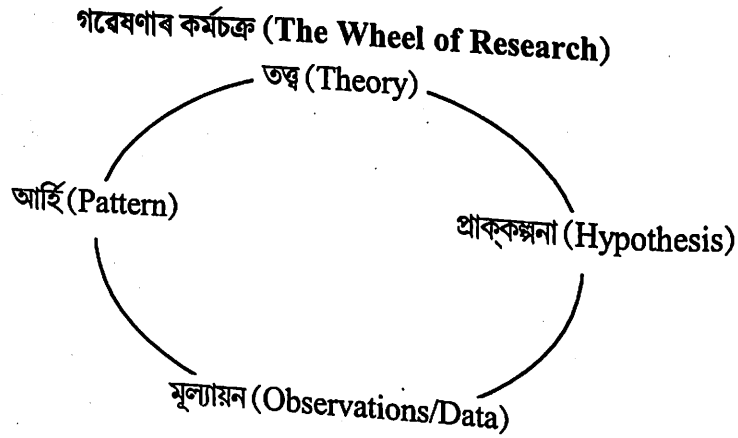 গৱেষণাৰ কৰ্মচক্ৰ (The Wheel of Research)
তত্ত্ব (Theory)
আৰ্হি (Pattern)
প্ৰাক্‌কল্পনা (Hypothesis)
মূল্যায়ন (Observations/Data)